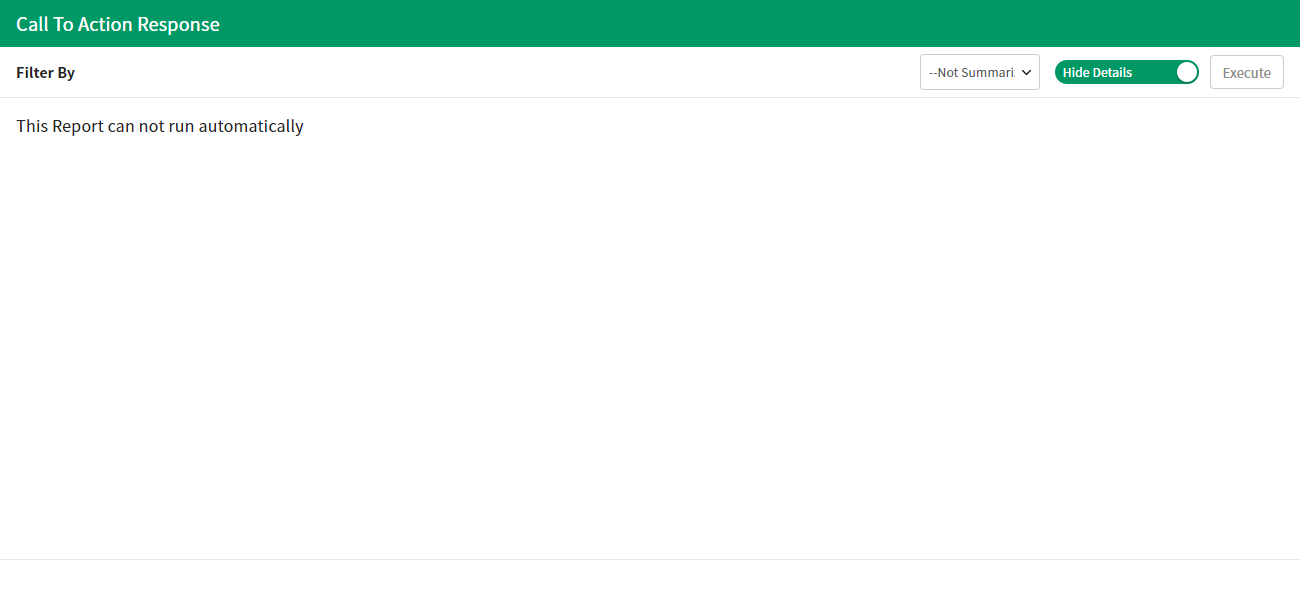 Call To Action Response
Filter By
--Not Summari
Hide Details
Execute
This Report can not run automatically